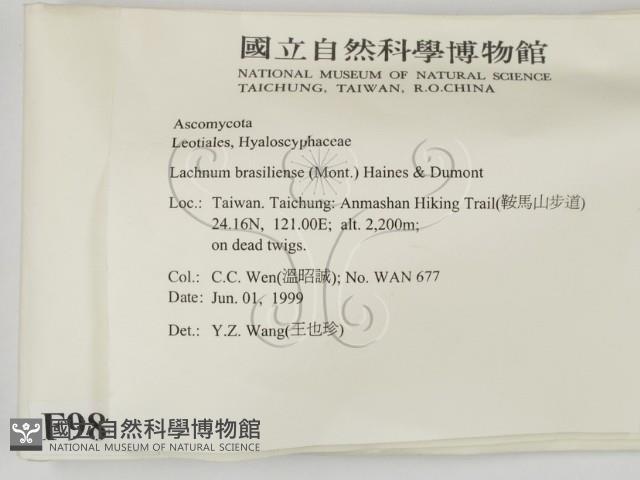 國立自然科學博物館
NATIONAL MUSEUM OF NATURAL SCIENCE
TAICHUNG, TAIWAN, R.O.CHINA
Ascomycota
Leotiales, Hyaloscyphaceae
Lachnum brasiliense (Mont.) Haines & Dumont
Loc.: Taiwan. Taichung: Anmashan Hiking Trail(鞍馬山步道)
24.16N, 121.00E; alt. 2,200m;
on dead twigs.
Col.: C.C. Wen(溫昭誠); No. WAN 677
Date: Jun. 01, 1999
Det.: Y.Z. Wang(王也珍)
F98
國立自然科學博物館
NATIONAL MUSEUM OF NATURAL SCIENCE